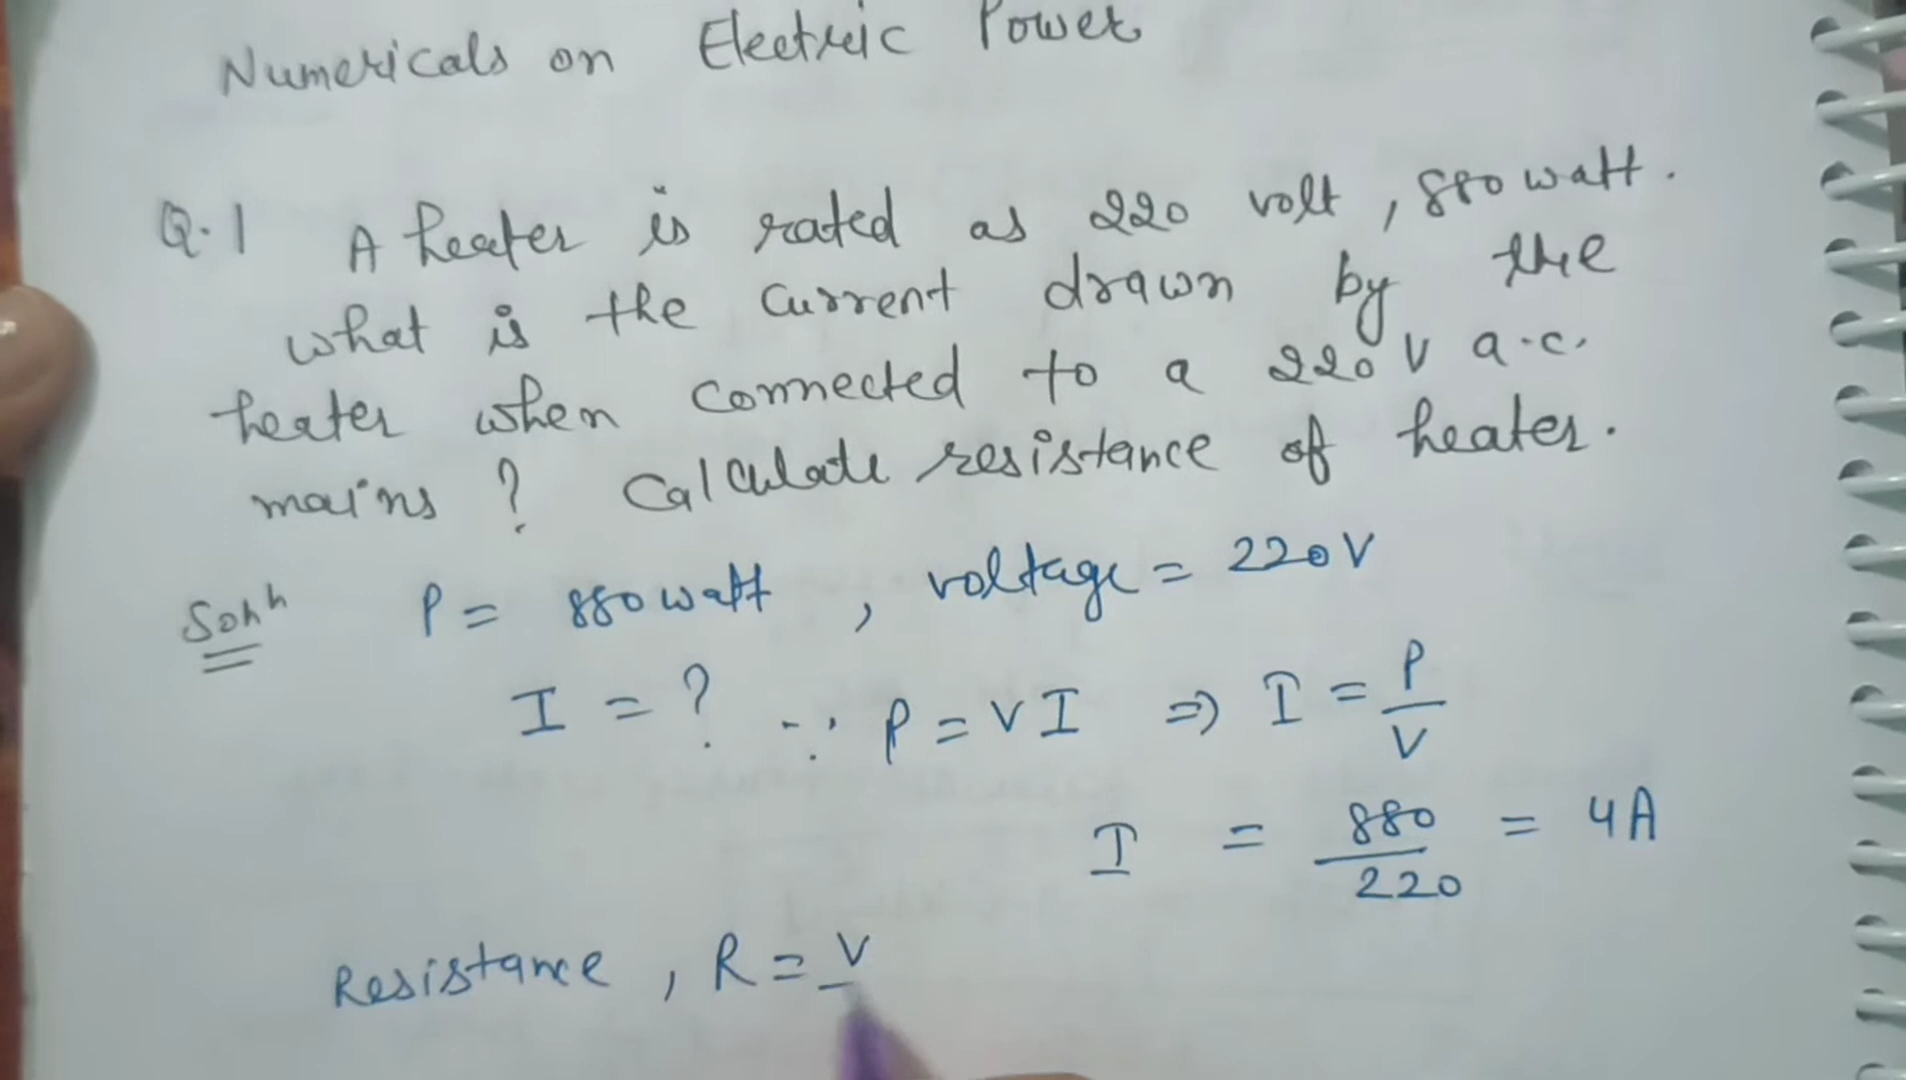 Numericals on Electric Power
Q.1 A heater is rated as 220 volt, 880 watt.
what is the current drawn by the
heater when connected to a 220 V a.c.
mains ? Calculate resistance of heater.
Soln P = 880 watt , voltage = 220V
I = ? ∵ P = VI ⇒ I = P/V
I = 880/220 = 4A
Resistance , R = V